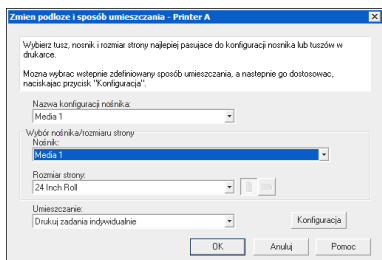 Zmien podloze i sposób umieszczania - Printer A
Wybierz tusz, nosnik i rozmiar strony najlepiej pasujace do konfiguracji nosnika lub tuszów w
drukarce.
Mozna wybrac wstepnie zdefiniowany sposób umieszczania, a nastepnie go dostosowac,
naciskajac przycisk "Konfiguracja".
Nazwa konfiguracji nośnika:
Media 1
Wybór nośnika/rozmiaru strony
Nośnik:
Media 1
Rozmiar strony:
24 Inch Roll
Umieszczanie:
Drukuj zadania indywidualnie
Konfiguracja
OK
Anuluj
Pomoc